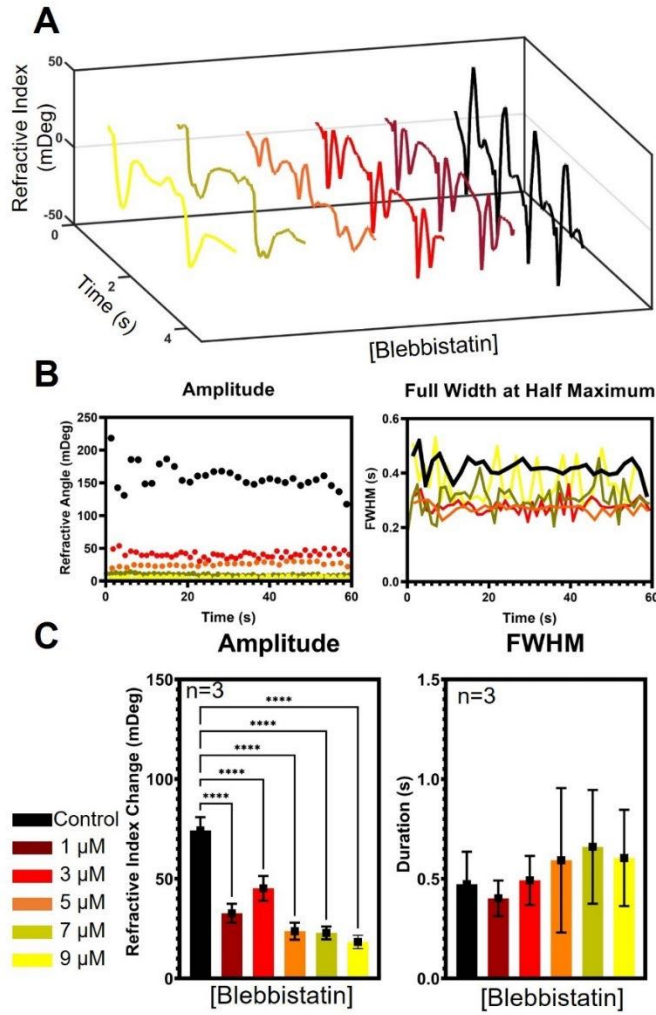 A
Refractive Index
(mDeg)
50
0
-50
0
2
4
Time (s)
[Blebbistatin]
B
Amplitude
Refractive Angle (mDeg)
250
200
150
100
50
0
0
20
40
60
Time (s)
Full Width at Half Maximum
FWHM (s)
0.6
0.4
0.2
0.0
0
20
40
60
Time (s)
C
Amplitude
Refractive Index Change (mDeg)
150
100
50
0
n=3
****
****
****
****
****
[Blebbistatin]
FWHM
Duration (s)
1.5
1.0
0.5
0.0
n=3
[Blebbistatin]
Control
1 µM
3 µM
5 µM
7 µM
9 µM